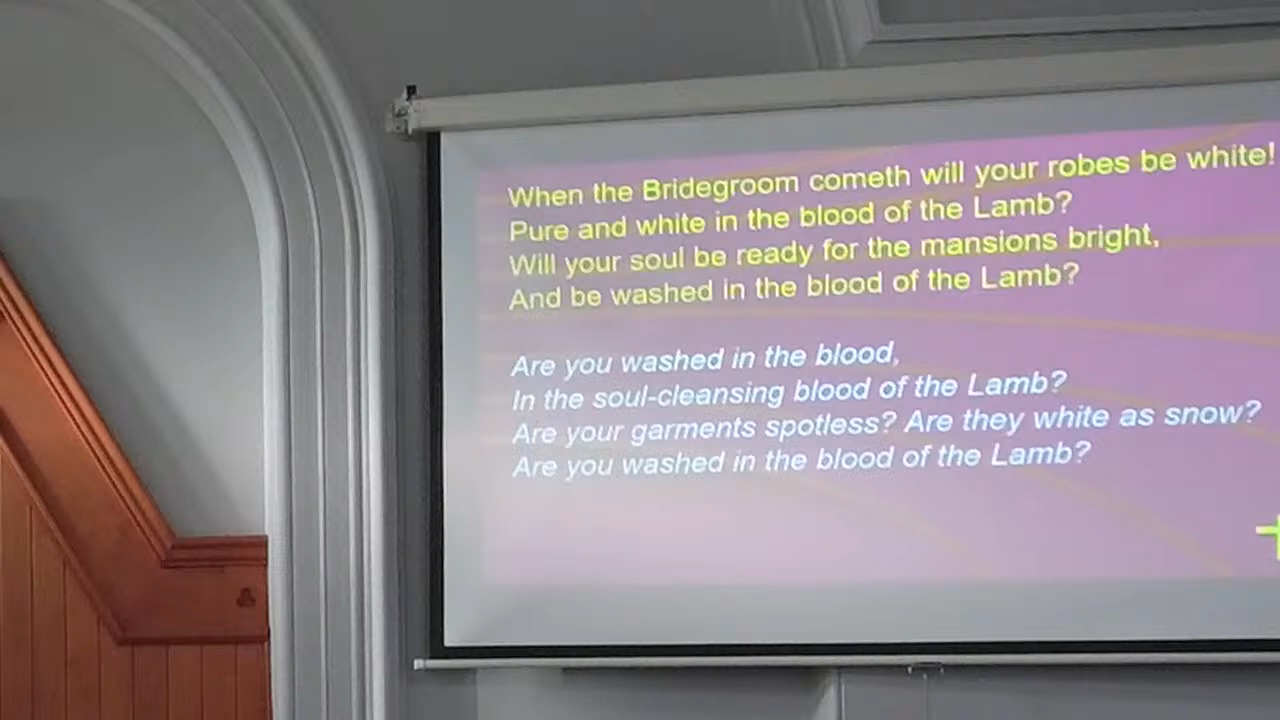 When the Bridegroom cometh will your robes be white!
Pure and white in the blood of the Lamb?
Will your soul be ready for the mansions bright,
And be washed in the blood of the Lamb?
Are you washed in the blood,
In the soul-cleansing blood of the Lamb?
Are your garments spotless? Are they white as snow?
Are you washed in the blood of the Lamb?